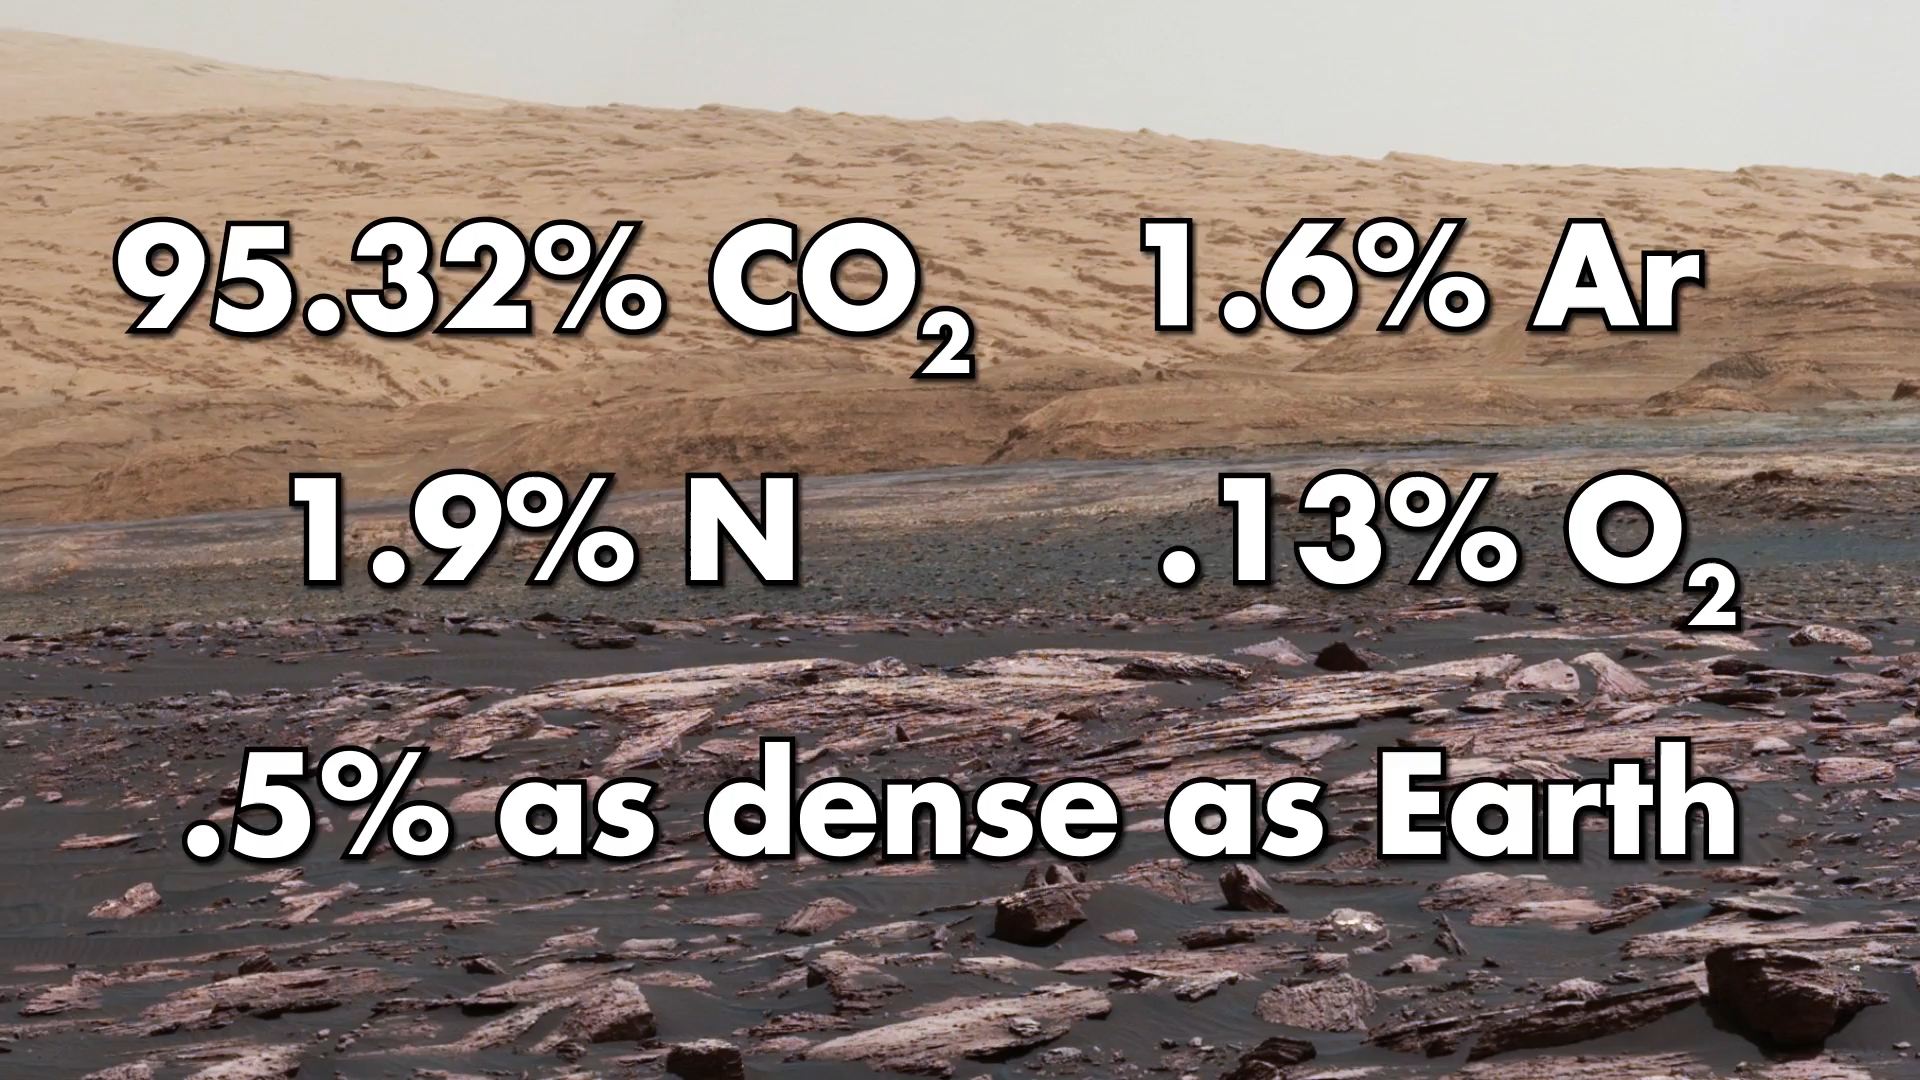 95.32% CO₂ 1.6% Ar
1.9% N .13% O₂
.5% as dense as Earth